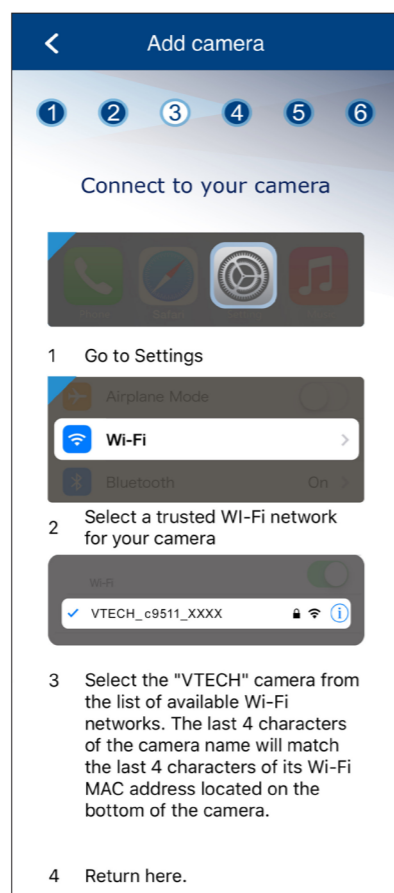 Add camera
1 2 3 4 5 6
Connect to your camera
Phone Safari
1 Go to Settings
Airplane Mode
Wi-Fi
Bluetooth On
2 Select a trusted WI-Fi network
for your camera
Wi-Fi
VTECH_c9511_XXXX
3 Select the "VTECH" camera from
the list of available Wi-Fi
networks. The last 4 characters
of the camera name will match
the last 4 characters of its Wi-Fi
MAC address located on the
bottom of the camera.
4 Return here.